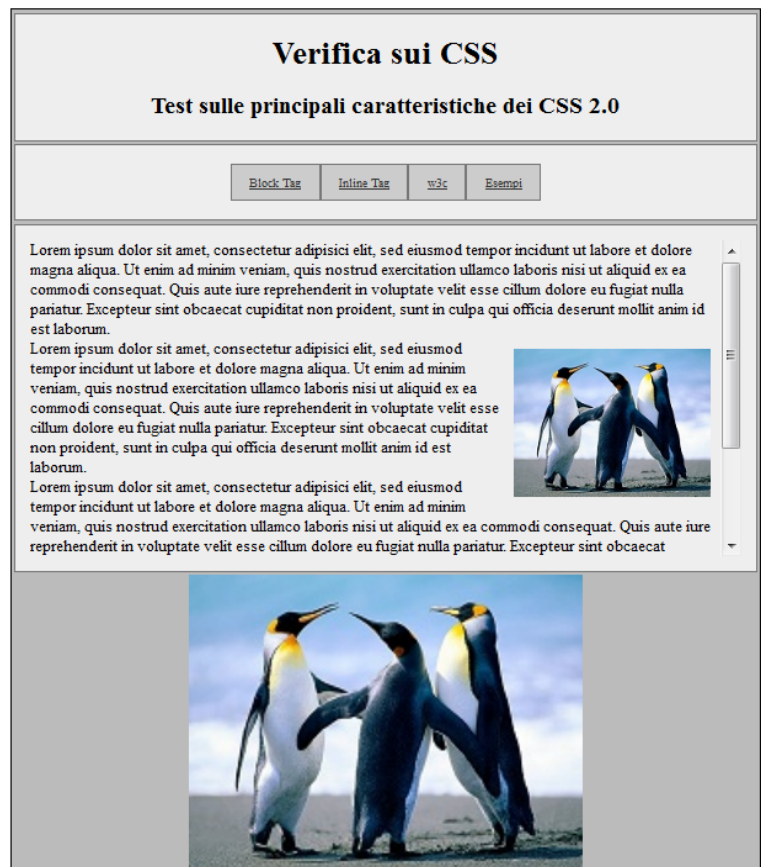 Verifica sui CSS
Test sulle principali caratteristiche dei CSS 2.0
Block Tag Inline Tag w3c Esempi
Lorem ipsum dolor sit amet, consectetur adipisici elit, sed eiusmod tempor incidunt ut labore et dolore
magna aliqua. Ut enim ad minim veniam, quis nostrud exercitation ullamco laboris nisi ut aliquid ex ea
commodi consequat. Quis aute iure reprehenderit in voluptate velit esse cillum dolore eu fugiat nulla
pariatur. Excepteur sint obcaecat cupiditat non proident, sunt in culpa qui officia deserunt mollit anim id
est laborum.
Lorem ipsum dolor sit amet, consectetur adipisici elit, sed eiusmod
tempor incidunt ut labore et dolore magna aliqua. Ut enim ad minim
veniam, quis nostrud exercitation ullamco laboris nisi ut aliquid ex ea
commodi consequat. Quis aute iure reprehenderit in voluptate velit esse
cillum dolore eu fugiat nulla pariatur. Excepteur sint obcaecat cupiditat
non proident, sunt in culpa qui officia deserunt mollit anim id est
laborum.
Lorem ipsum dolor sit amet, consectetur adipisici elit, sed eiusmod
tempor incidunt ut labore et dolore magna aliqua. Ut enim ad minim
veniam, quis nostrud exercitation ullamco laboris nisi ut aliquid ex ea commodi consequat. Quis aute iure
reprehenderit in voluptate velit esse cillum dolore eu fugiat nulla pariatur. Excepteur sint obcaecat